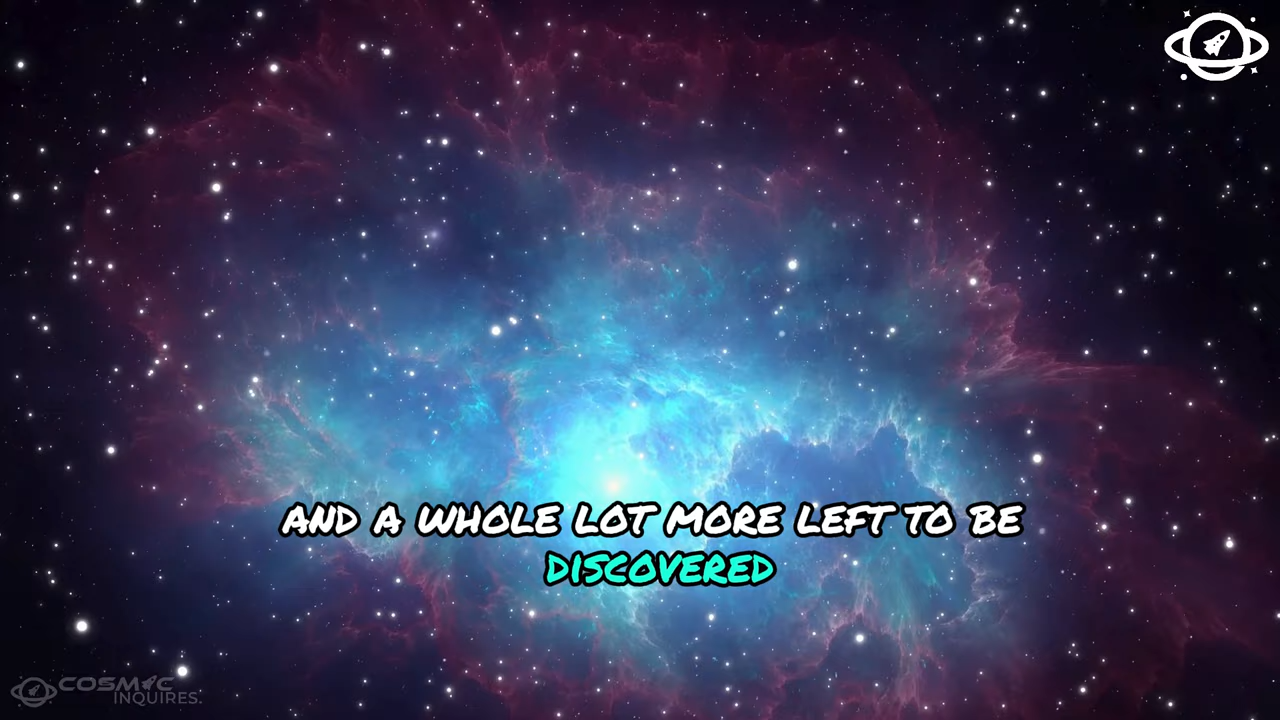 AND A WHOLE LOT MORE LEFT TO BE
DISCOVERED
COSMIC
INQUIRES.